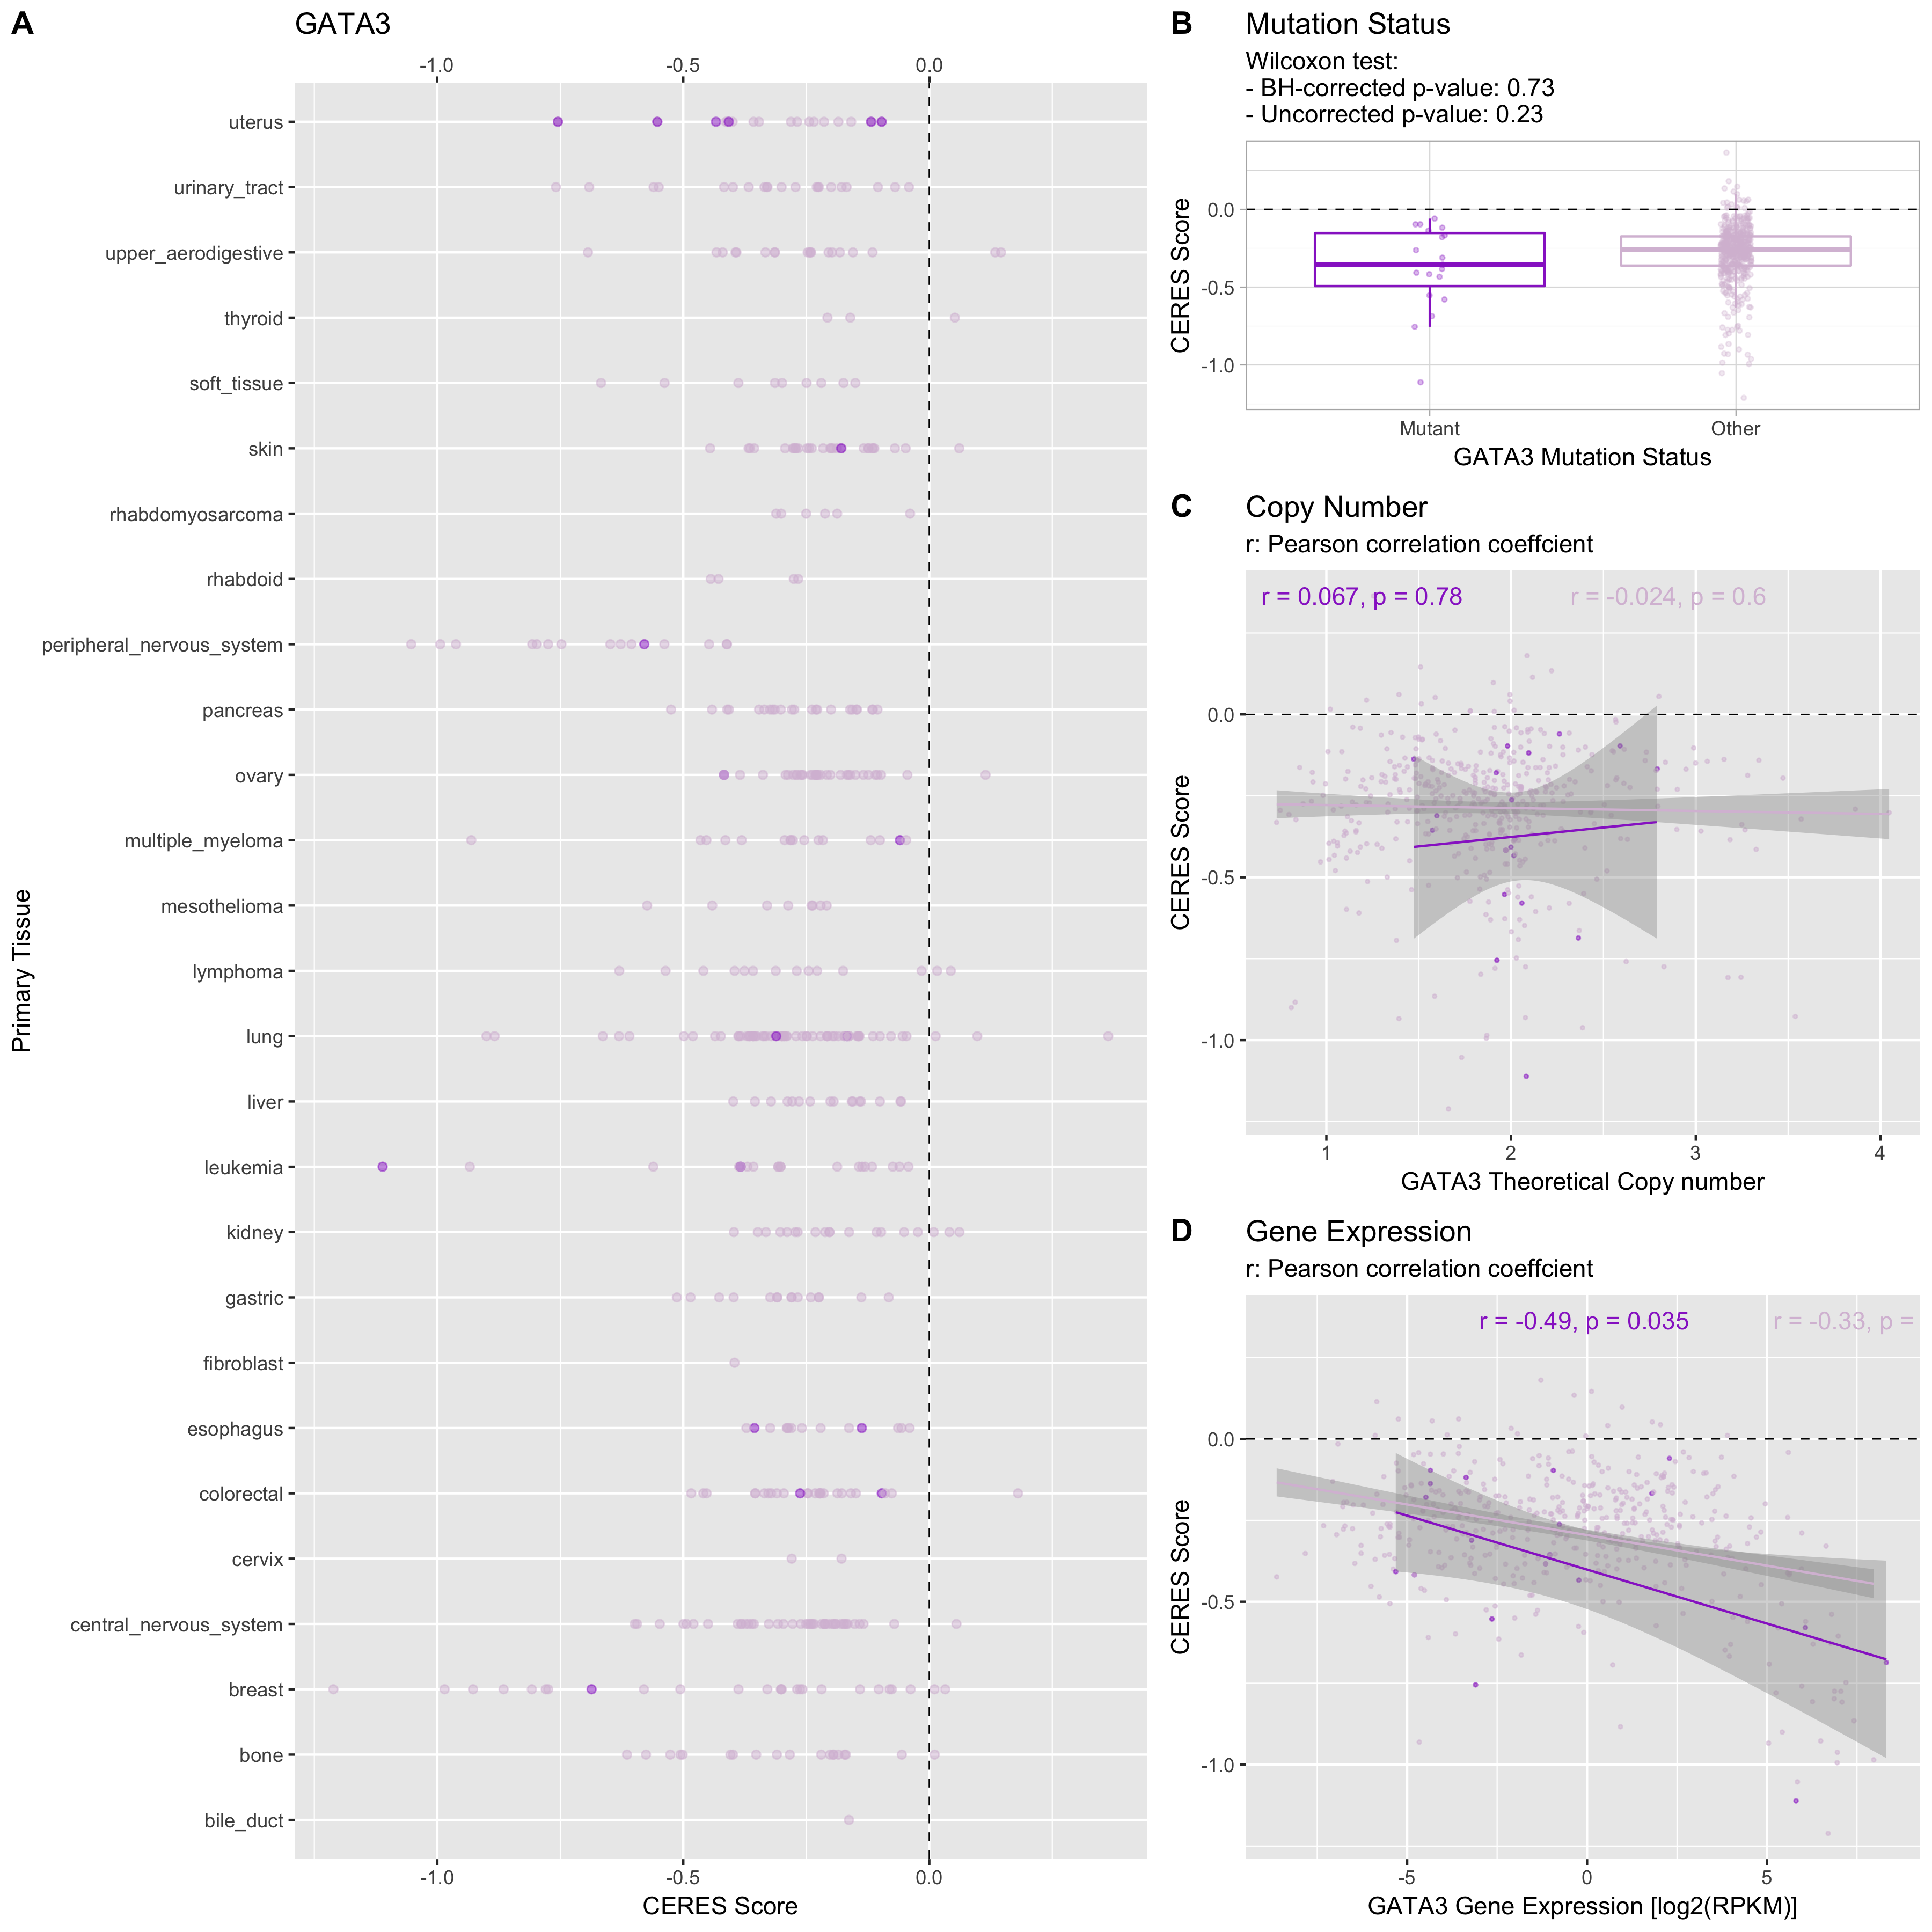 A
GATA3
-1.0
-0.5
0.0
uterus
urinary_tract
upper_aerodigestive
thyroid
soft_tissue
skin
rhabdomyosarcoma
rhabdoid
peripheral_nervous_system
pancreas
ovary
multiple_myeloma
mesothelioma
lymphoma
lung
liver
leukemia
kidney
gastric
fibroblast
esophagus
colorectal
cervix
central_nervous_system
breast
bone
bile_duct
Primary Tissue
-1.0
-0.5
0.0
CERES Score
B
Mutation Status
Wilcoxon test:
- BH-corrected p-value: 0.73
- Uncorrected p-value: 0.23
0.0
-0.5
-1.0
CERES Score
Mutant
Other
GATA3 Mutation Status
C
Copy Number
r: Pearson correlation coeffcient
r = 0.067, p = 0.78
r = -0.024, p = 0.6
0.0
-0.5
-1.0
CERES Score
1
2
3
4
GATA3 Theoretical Copy number
D
Gene Expression
r: Pearson correlation coeffcient
r = -0.49, p = 0.035
r = -0.33, p =
0.0
-0.5
-1.0
CERES Score
-5
0
5
GATA3 Gene Expression [log2(RPKM)]